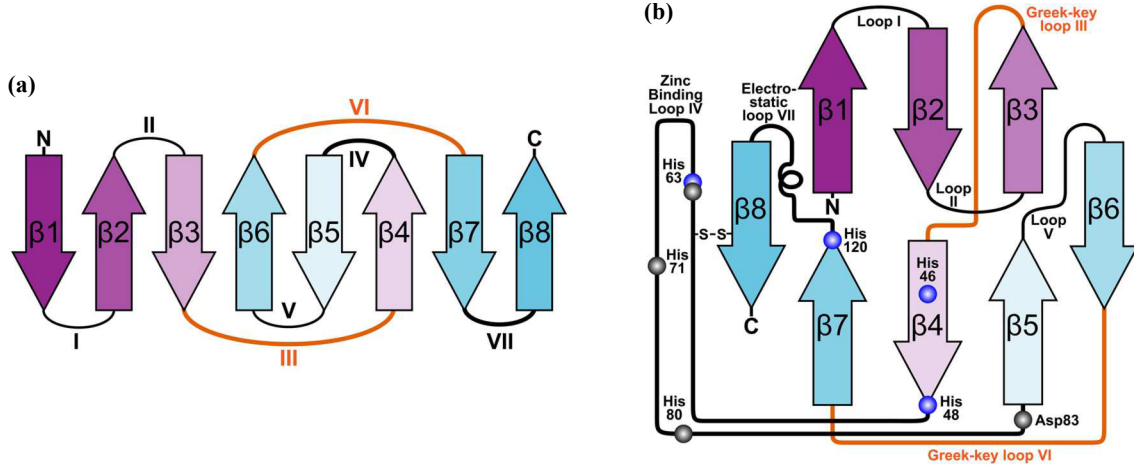 (a)
VI
N
II
IV
C
β1
β2
β3
β6
β5
β4
β7
β8
I
V
III
VII
(b)
Loop I
Greek-key
loop III
Zinc
Binding
Loop IV
Electro-
static
loop VII
β1
β2
β3
His
63
β8
N
Loop
II
Loop
V
β6
-S-S-
His
120
His
71
His
46
C
β7
β4
β5
His
80
His
48
Asp83
Greek-key loop VI